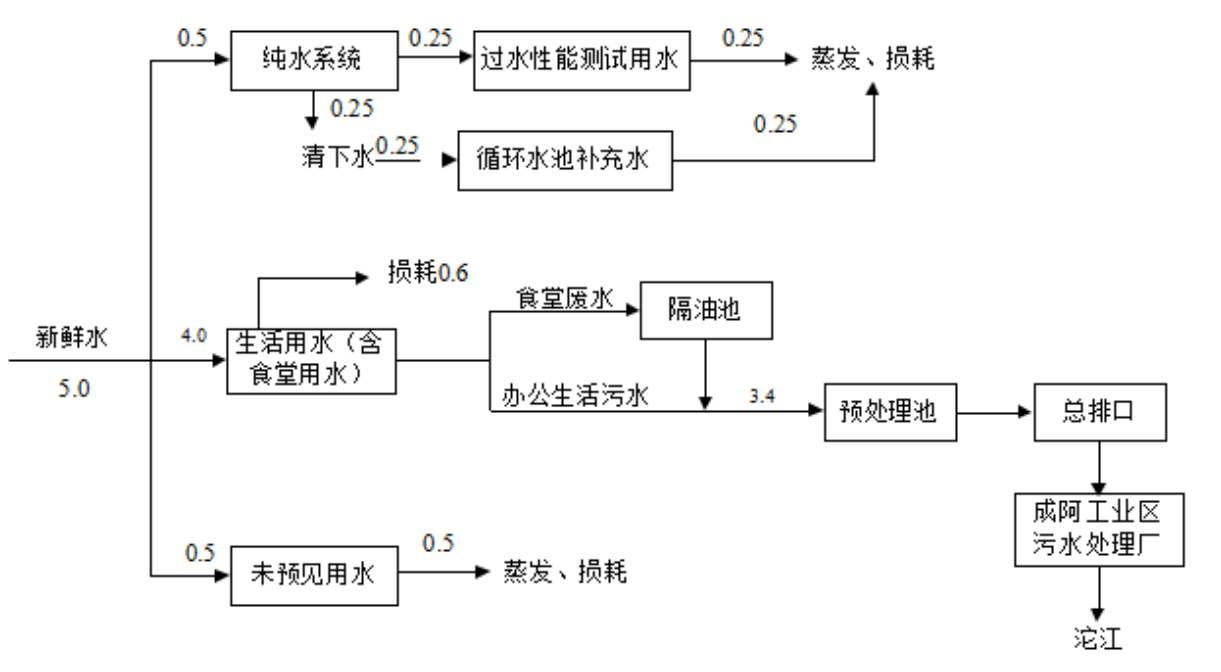 0.5
纯水系统
0.25
过水性能测试用水
0.25
蒸发、损耗
0.25
清下水
0.25
循环水池补充水
0.25
损耗0.6
食堂废水
隔油池
新鲜水
5.0
4.0
生活用水（含
食堂用水）
办公生活污水
3.4
预处理池
总排口
成阿工业区
污水处理厂
沱江
0.5
未预见用水
0.5
蒸发、损耗